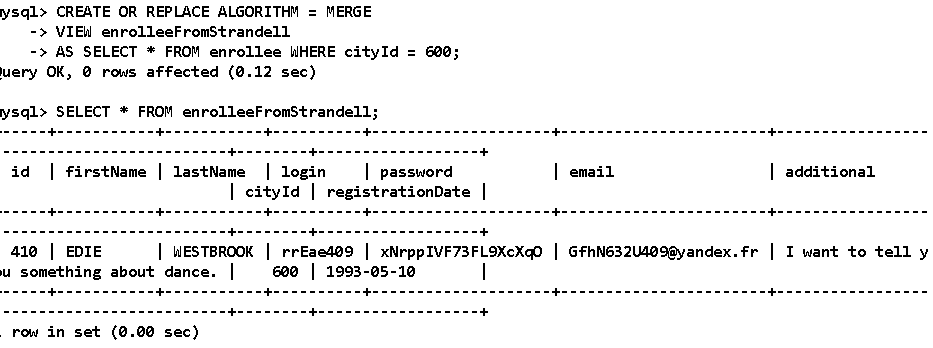 mysql> CREATE OR REPLACE ALGORITHM = MERGE
    -> VIEW enrolleeFromStrandell
    -> AS SELECT * FROM enrollee WHERE cityId = 600;
Query OK, 0 rows affected (0.12 sec)
mysql> SELECT * FROM enrolleeFromStrandell;
-----+-----------+----------+----------+-------------------+----------------------+----------------
------------------------+--------+------------------+
id | firstName | lastName | login | password | email | additional
| cityId | registrationDate |
-----+-----------+----------+----------+-------------------+----------------------+----------------
------------------------+--------+------------------+
410 | EDIE | WESTBROOK | rrEae409 | xNrppIVF73FL9XcXqO | GfhN632U409@yandex.fr | I want to tell y
ou something about dance. | 600 | 1993-05-10 |
-----+-----------+----------+----------+-------------------+----------------------+----------------
------------------------+--------+------------------+
1 row in set (0.00 sec)